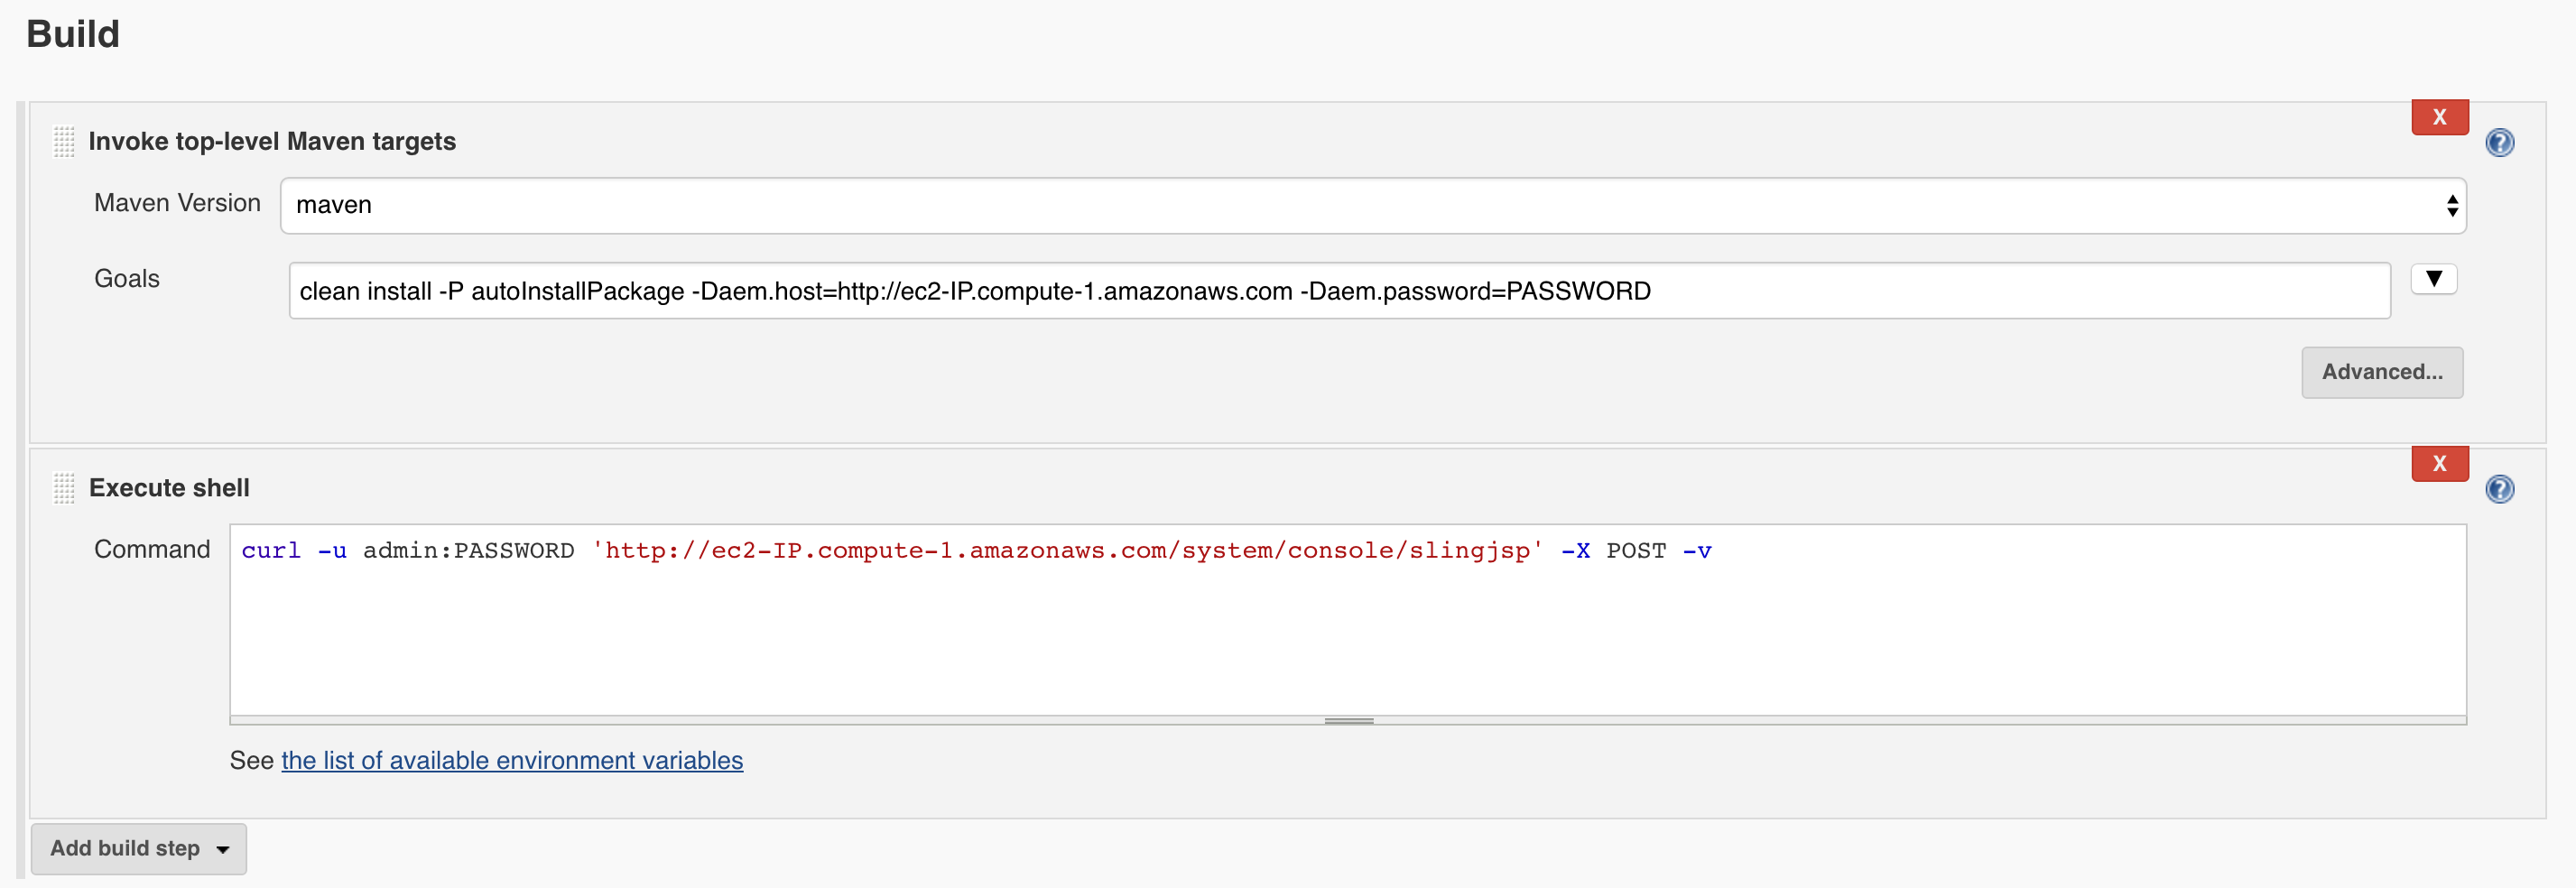 Build
X
Invoke top-level Maven targets
?
Maven Version maven
Goals clean install -P autoInstallPackage -Daem.host=http://ec2-IP.compute-1.amazonaws.com -Daem.password=PASSWORD
Advanced...
X
Execute shell
?
Command curl -u admin:PASSWORD 'http://ec2-IP.compute-1.amazonaws.com/system/console/slingjsp' -X POST -v
See the list of available environment variables
Add build step